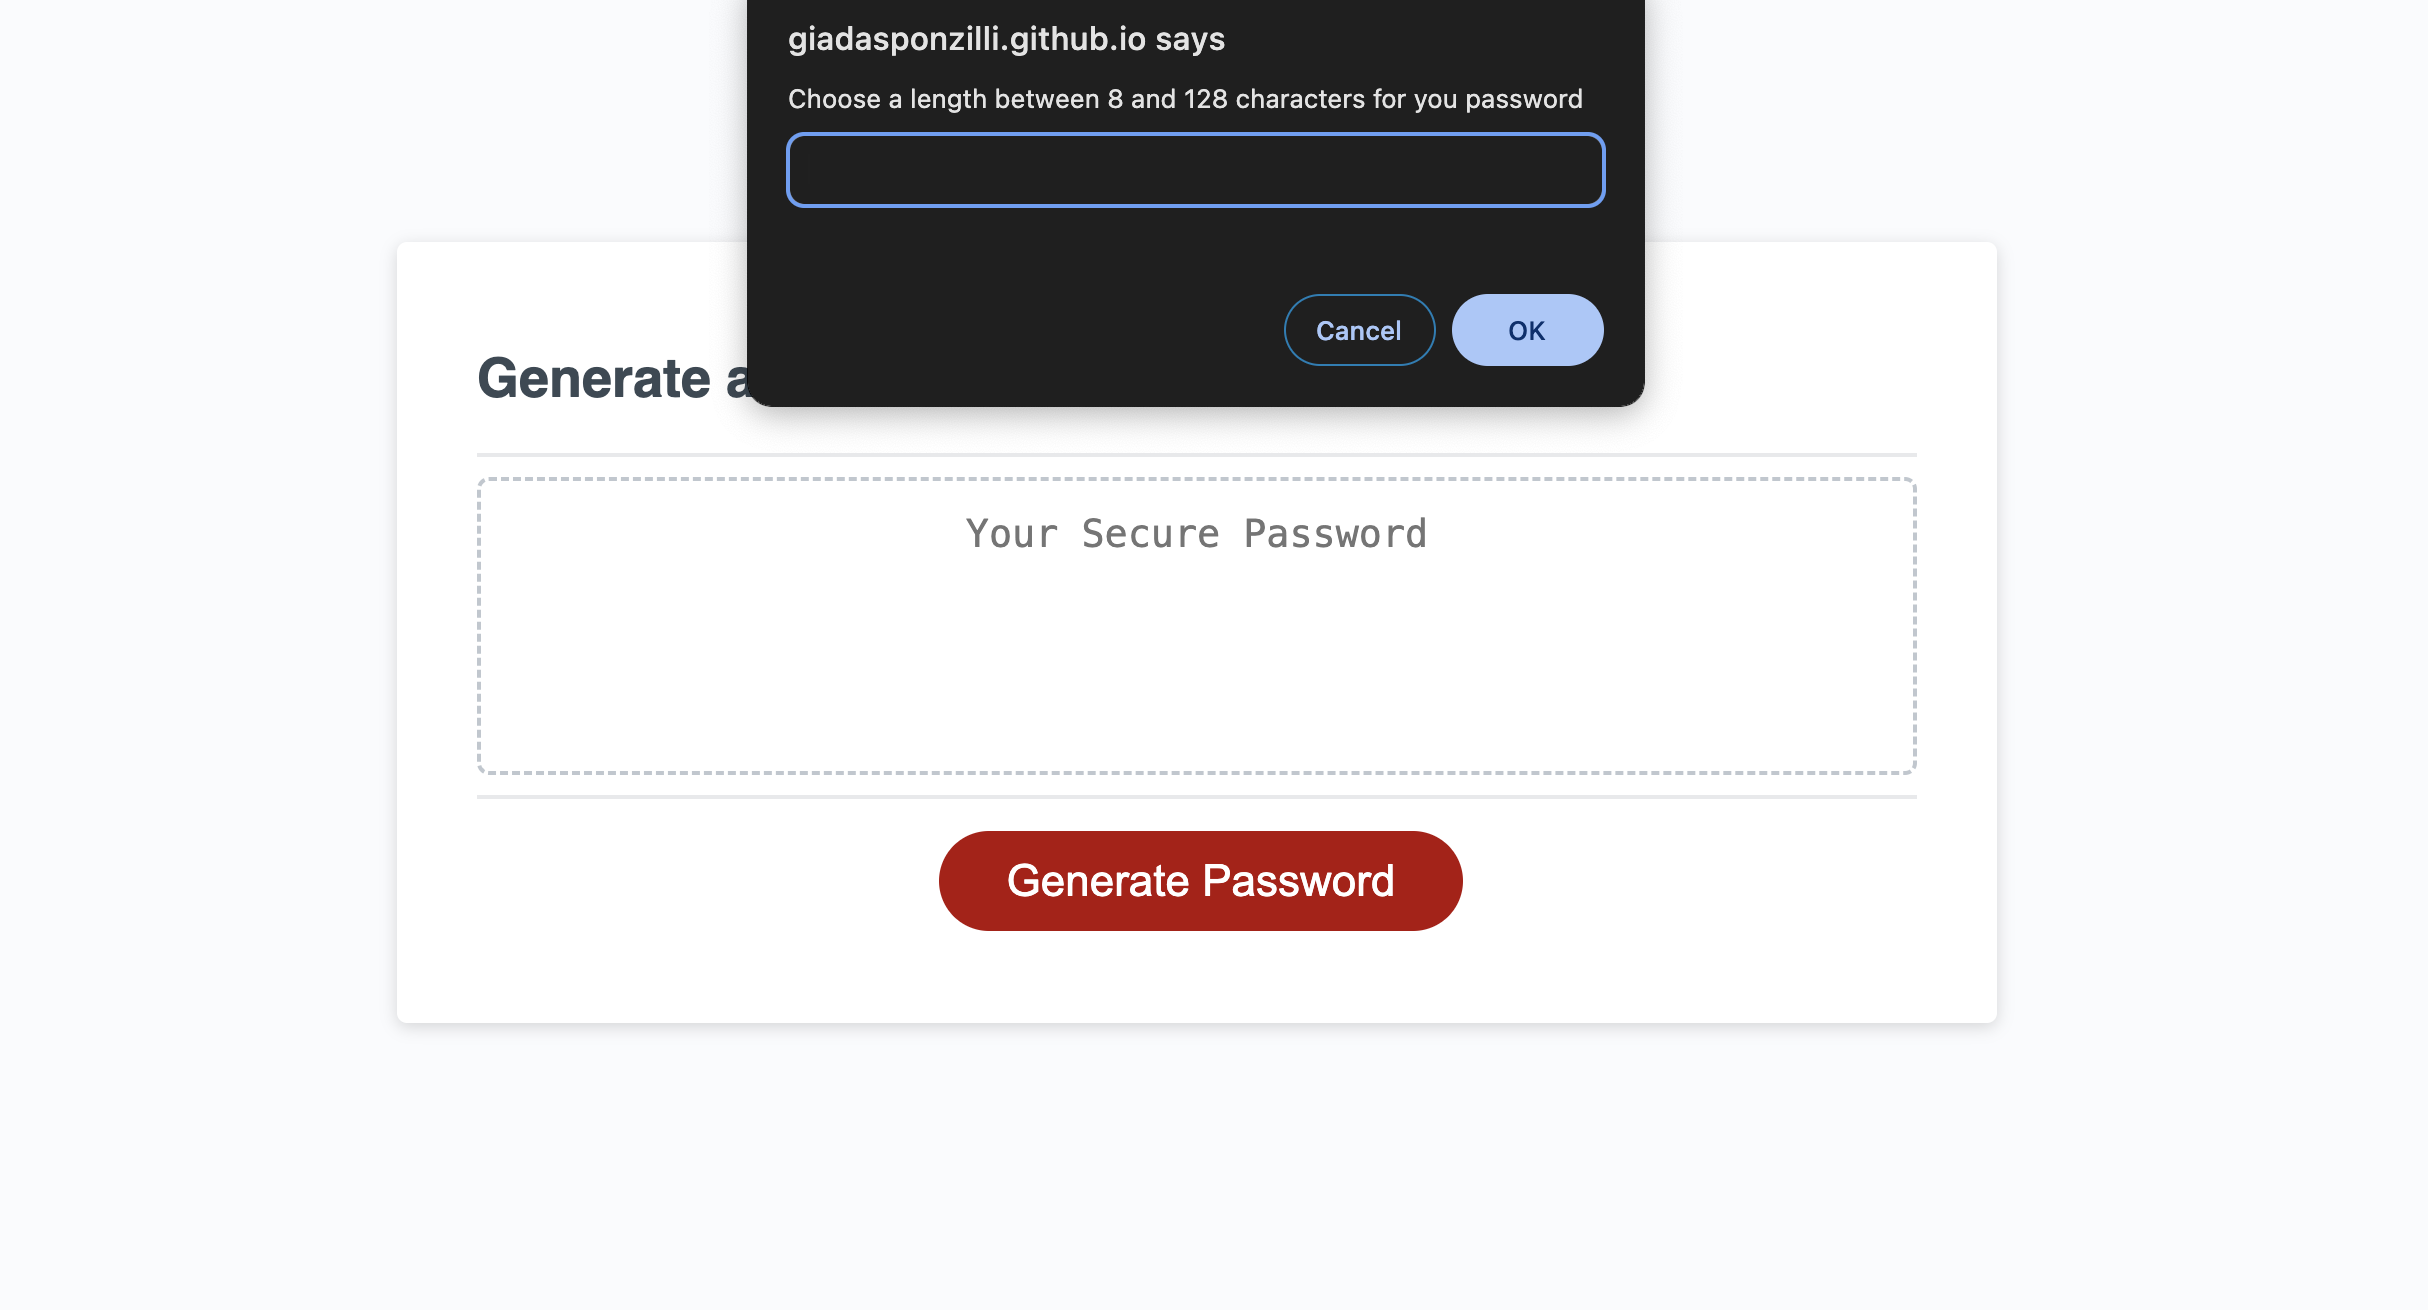 giadasponzilli.github.io says
Choose a length between 8 and 128 characters for you password
Cancel
OK
Generate a
Your Secure Password
Generate Password